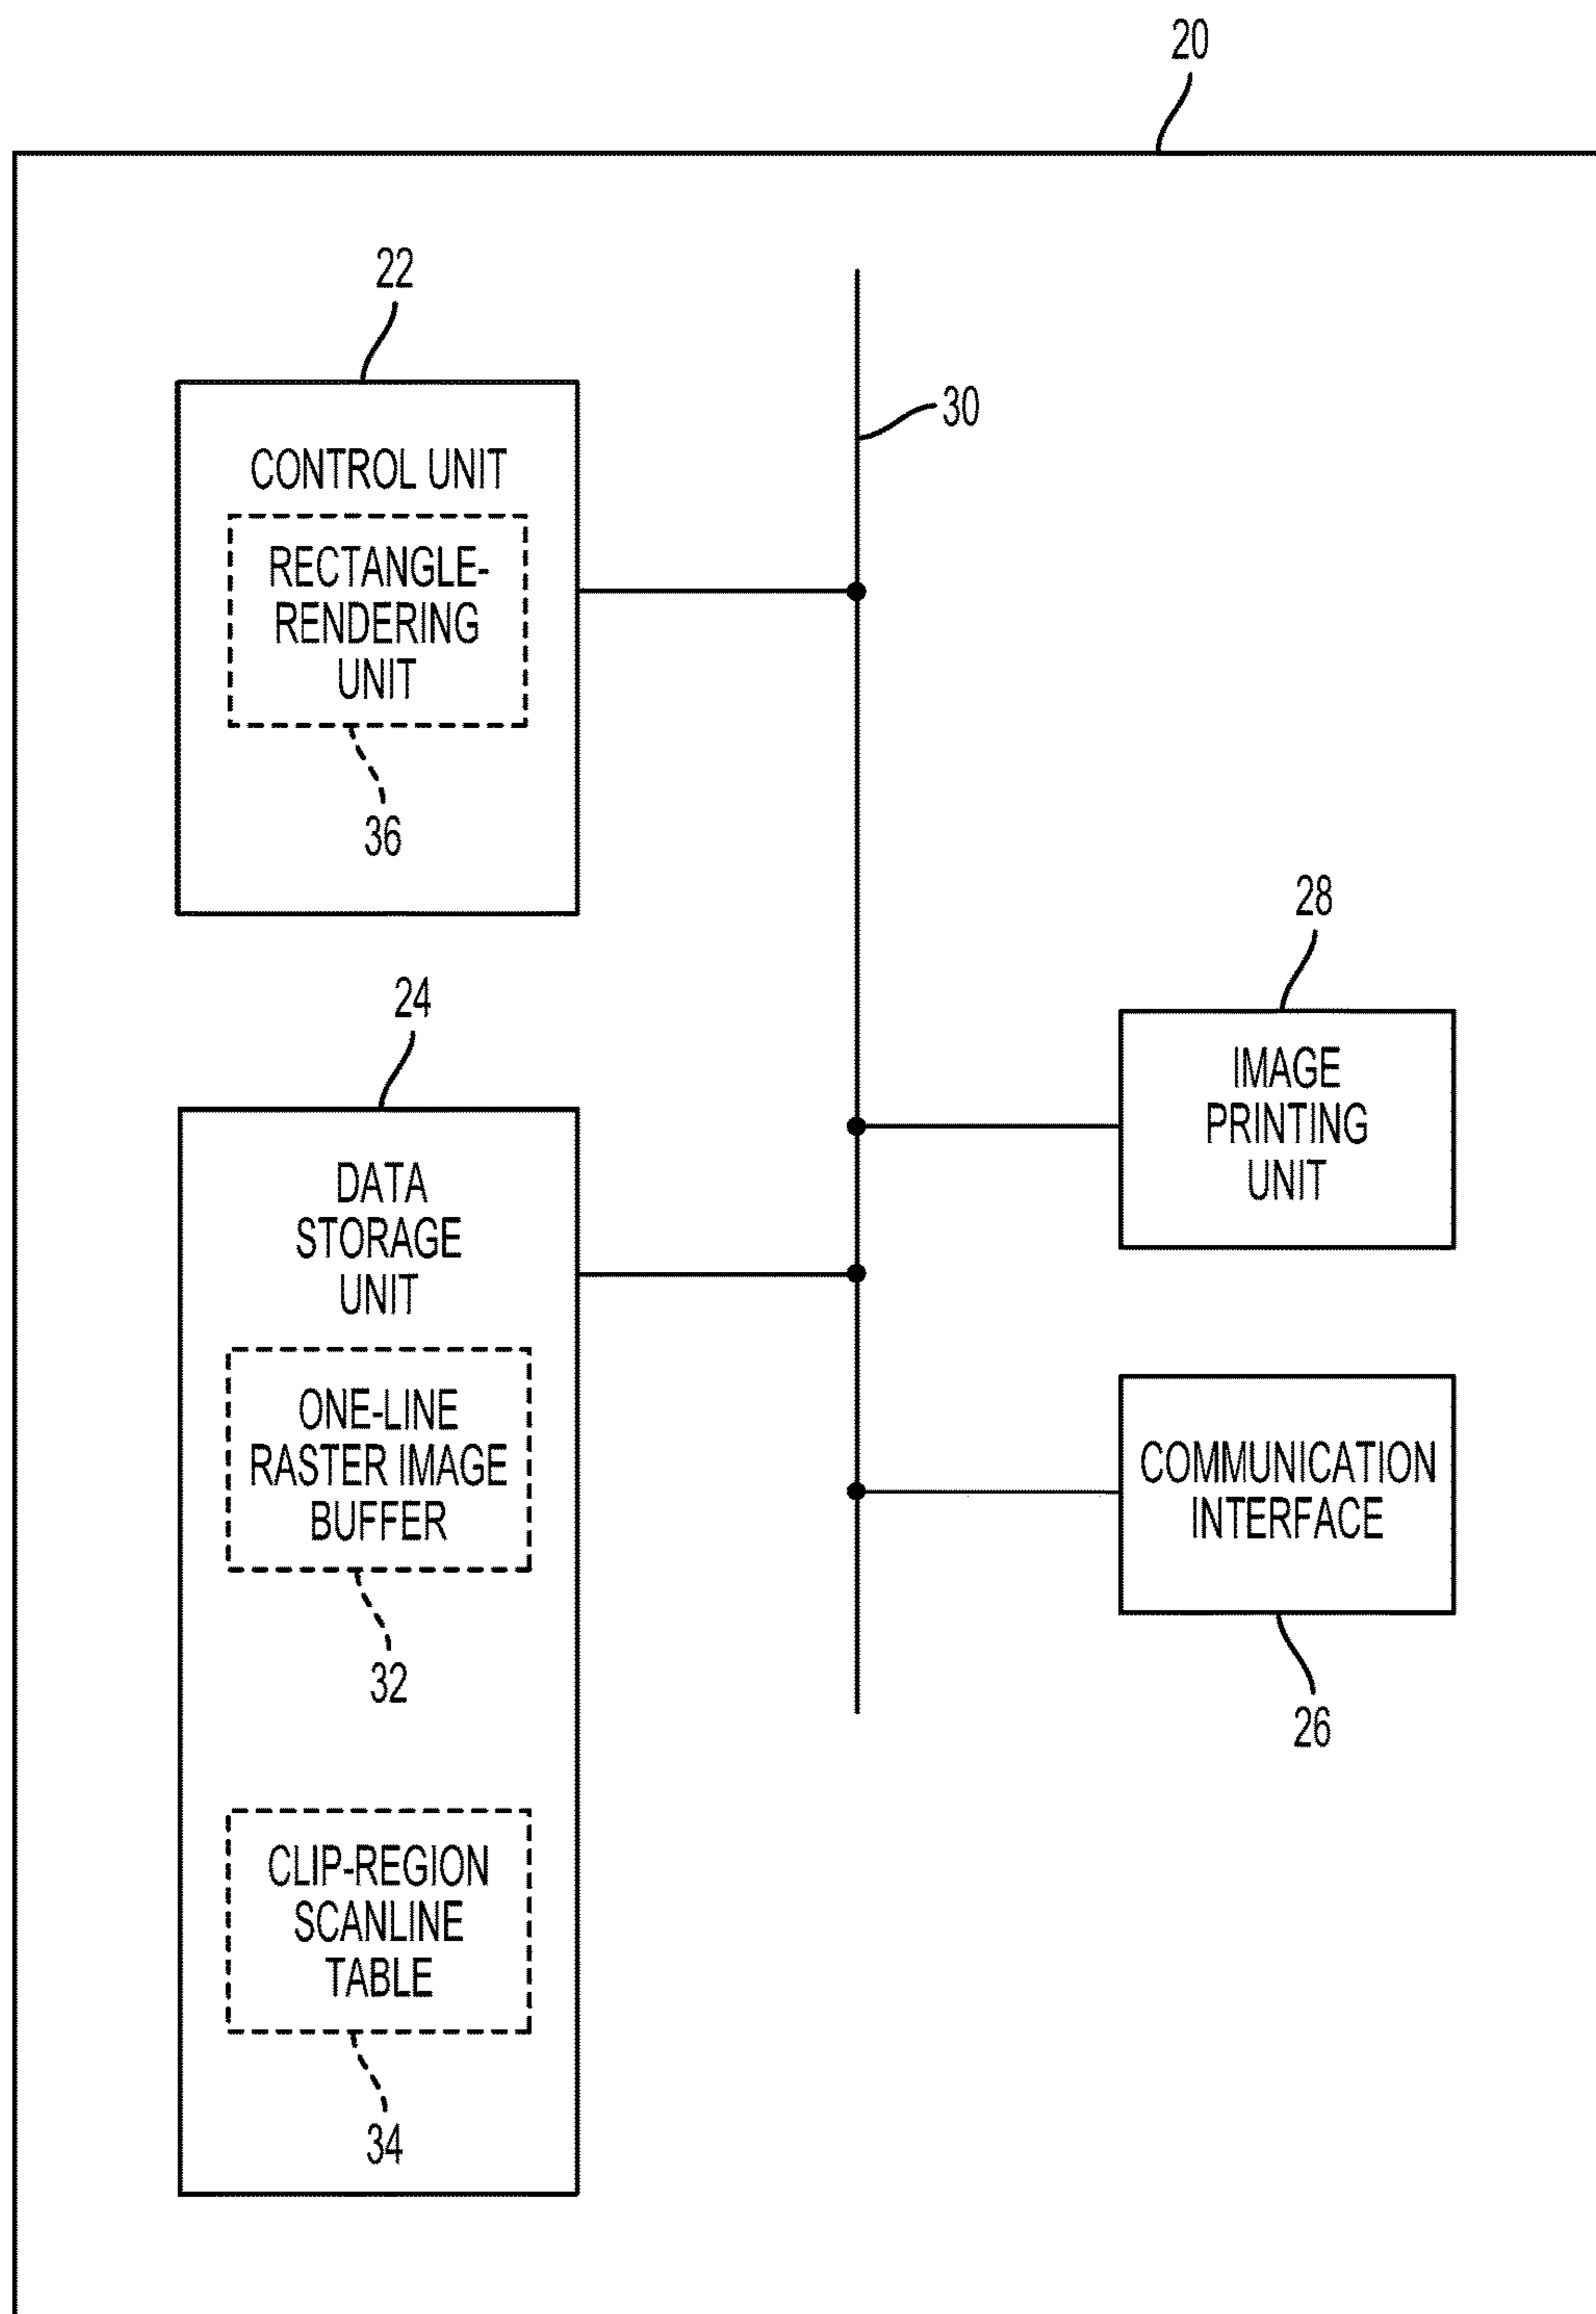 20
22
CONTROL UNIT
RECTANGLE-
RENDERING
UNIT
36
30
24
DATA
STORAGE
UNIT
ONE-LINE
RASTER IMAGE
BUFFER
32
CLIP-REGION
SCANLINE
TABLE
34
28
IMAGE
PRINTING
UNIT
COMMUNICATION
INTERFACE
26